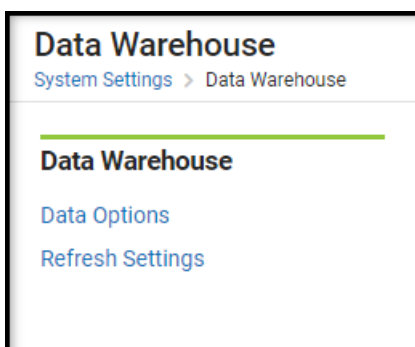 Data Warehouse
System Settings > Data Warehouse
Data Warehouse
Data Options
Refresh Settings